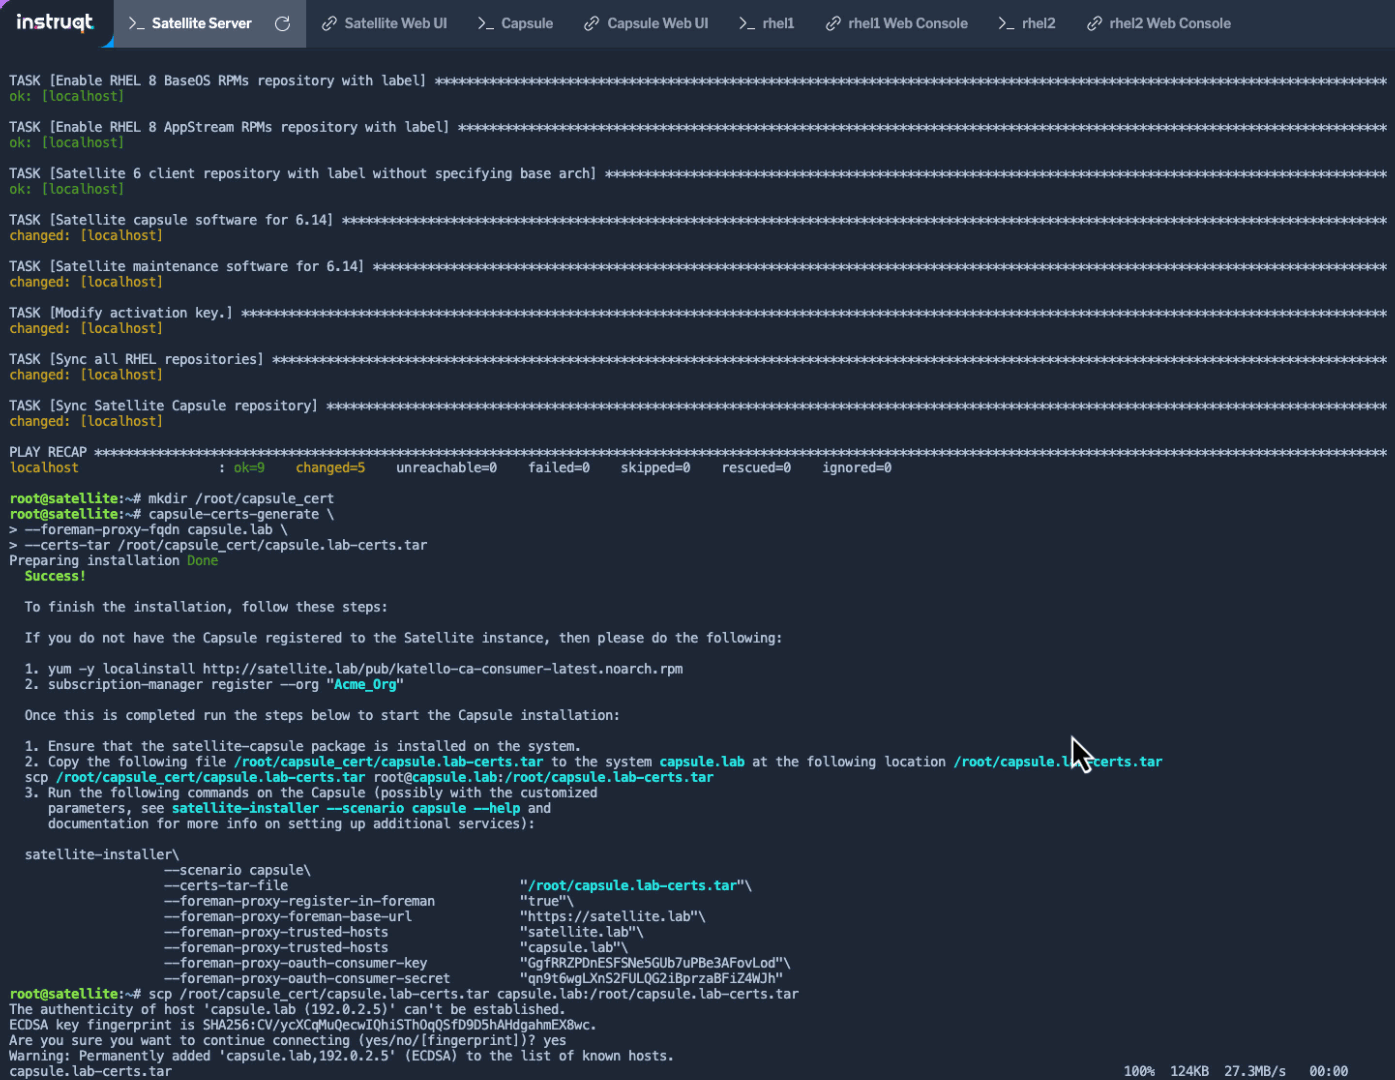 instruqt
>_ Satellite Server
Satellite Web UI
>_ Capsule
Capsule Web UI
>_ rhel1
rhel1 Web Console
>_ rhel2
rhel2 Web Console
TASK [Enable RHEL 8 BaseOS RPMs repository with label] **************************************************************************************************************************
ok: [localhost]
TASK [Enable RHEL 8 AppStream RPMs repository with label] ***********************************************************************************************************************
ok: [localhost]
TASK [Satellite 6 client repository with label without specifying base arch] ****************************************************************************************************
ok: [localhost]
TASK [Satellite capsule software for 6.14] **************************************************************************************************************************************
changed: [localhost]
TASK [Satellite maintenance software for 6.14] **********************************************************************************************************************************
changed: [localhost]
TASK [Modify activation key.] ***************************************************************************************************************************************************
changed: [localhost]
TASK [Sync all RHEL repositories] ***********************************************************************************************************************************************
changed: [localhost]
TASK [Sync Satellite Capsule repository] ****************************************************************************************************************************************
changed: [localhost]
PLAY RECAP **********************************************************************************************************************************************************************
localhost                  : ok=9    changed=5    unreachable=0    failed=0    skipped=0    rescued=0    ignored=0
root@satellite:~# mkdir /root/capsule_cert
root@satellite:~# capsule-certs-generate \
> --foreman-proxy-fqdn capsule.lab \
> --certs-tar /root/capsule_cert/capsule.lab-certs.tar
Preparing installation Done
Success!
To finish the installation, follow these steps:
If you do not have the Capsule registered to the Satellite instance, then please do the following:
1. yum -y localinstall http://satellite.lab/pub/katello-ca-consumer-latest.noarch.rpm
2. subscription-manager register --org "Acme_Org"
Once this is completed run the steps below to start the Capsule installation:
1. Ensure that the satellite-capsule package is installed on the system.
2. Copy the following file /root/capsule_cert/capsule.lab-certs.tar to the system capsule.lab at the following location /root/capsule.lab-certs.tar
scp /root/capsule_cert/capsule.lab-certs.tar root@capsule.lab:/root/capsule.lab-certs.tar
3. Run the following commands on the Capsule (possibly with the customized
parameters, see satellite-installer --scenario capsule --help and
documentation for more info on setting up additional services):
satellite-installer\
--scenario capsule\
--certs-tar-file                              "/root/capsule.lab-certs.tar"\
--foreman-proxy-register-in-foreman           "true"\
--foreman-proxy-foreman-base-url              "https://satellite.lab"\
--foreman-proxy-trusted-hosts                 "satellite.lab"\
--foreman-proxy-trusted-hosts                 "capsule.lab"\
--foreman-proxy-oauth-consumer-key            "GgfRRZPDnESFSNe5GUb7uPBe3AFovLod"\
--foreman-proxy-oauth-consumer-secret         "qn9t6wgLXnS2FULQG2iBprzaBFiZ4WJh"
root@satellite:~# scp /root/capsule_cert/capsule.lab-certs.tar capsule.lab:/root/capsule.lab-certs.tar
The authenticity of host 'capsule.lab (192.0.2.5)' can't be established.
ECDSA key fingerprint is SHA256:CV/ycXCqMuQecwIQhiSThOqQSfD9D5hAHdgahmEX8wc.
Are you sure you want to continue connecting (yes/no/[fingerprint])? yes
Warning: Permanently added 'capsule.lab,192.0.2.5' (ECDSA) to the list of known hosts.
capsule.lab-certs.tar                         100%  124KB  27.3MB/s   00:00